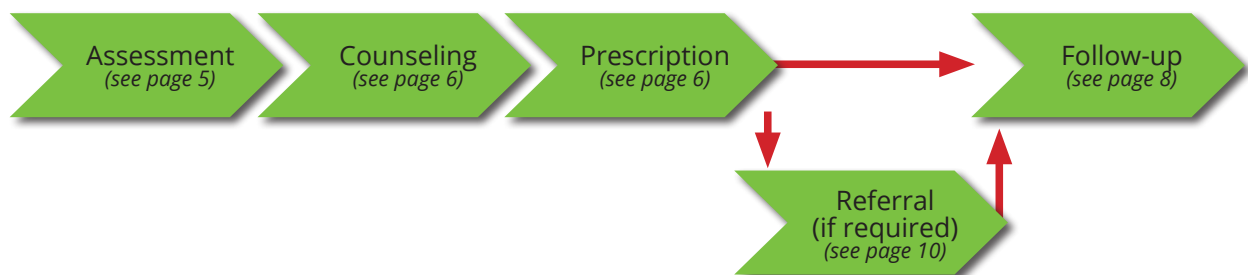 Assessment
(see page 5)
Counseling
(see page 6)
Prescription
(see page 6)
Follow-up
(see page 8)
Referral
(if required)
(see page 10)